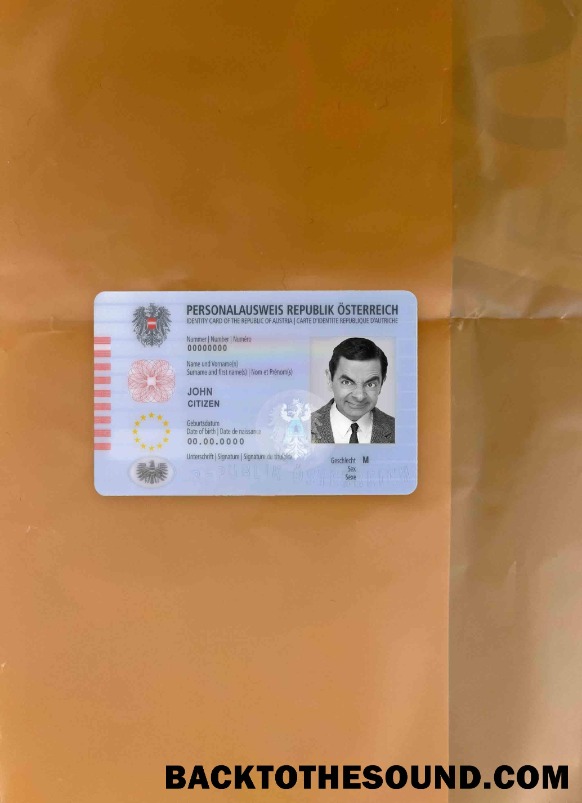 PERSONALAUSWEIS REPUBLIK ÖSTERREICH
IDENTITY CARD OF THE REPUBLIC OF AUSTRIA | CARTE D'IDENTITE REPUBLIQUE D'AUTRICHE
Nummer | Number | Numéro
00000000
Name und Vorname(n)
Surname and first name(s) | Nom et Prénom(s)
JOHN
CITIZEN
Geburtsdatum
Date of birth | Date de naissance
00.00.0000
Unterschrift | Signature | Signature du titulaire
Geschlecht M
Sex
Sexe
BACKTOTHESOUND.COM